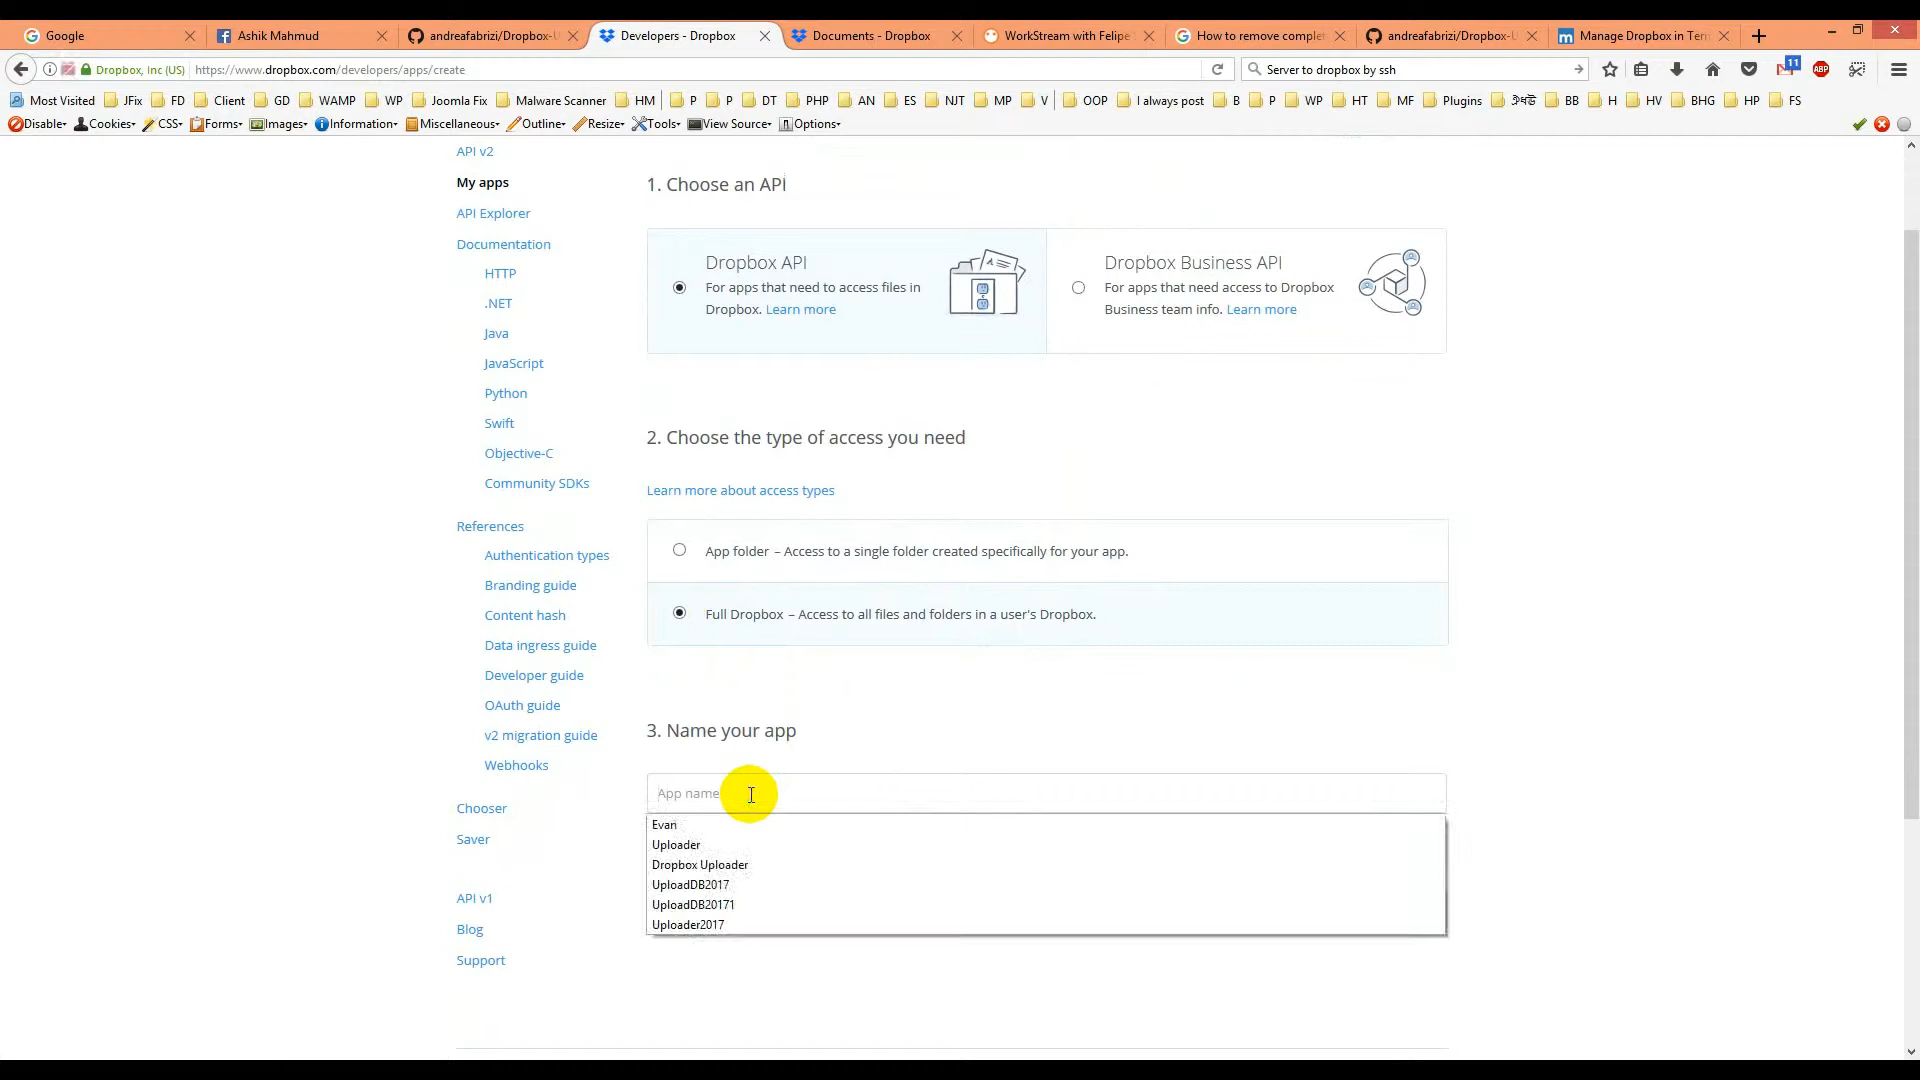 Google
Ashik Mahmud
andreafabrizi/Dropbox-U
Developers - Dropbox
Documents - Dropbox
WorkStream with Felipe
How to remove complet
andreafabrizi/Dropbox-U
Manage Dropbox in Term
Dropbox, Inc (US)
https://www.dropbox.com/developers/apps/create
Server to dropbox by ssh
11
ABP
Most Visited
JFix
FD
Client
GD
WAMP
WP
Joomla Fix
Malware Scanner
HM
P
P
DT
PHP
AN
ES
NJT
MP
V
OOP
I always post
B
P
WP
HT
MF
Plugins
BB
H
HV
BHG
HP
FS
Disable
Cookies
CSS
Forms
Images
Information
Miscellaneous
Outline
Resize
Tools
View Source
Options
API v2
My apps
API Explorer
Documentation
HTTP
.NET
Java
JavaScript
Python
Swift
Objective-C
Community SDKs
References
Authentication types
Branding guide
Content hash
Data ingress guide
Developer guide
OAuth guide
v2 migration guide
Webhooks
Chooser
Saver
API v1
Blog
Support
1. Choose an API
Dropbox API
For apps that need to access files in
Dropbox. Learn more
Dropbox Business API
For apps that need access to Dropbox
Business team info. Learn more
2. Choose the type of access you need
Learn more about access types
App folder – Access to a single folder created specifically for your app.
Full Dropbox – Access to all files and folders in a user's Dropbox.
3. Name your app
App name
Evan
Uploader
Dropbox Uploader
UploadDB2017
UploadDB20171
Uploader2017